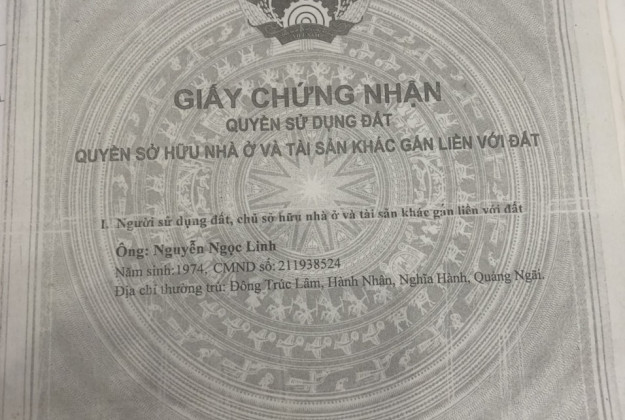 GIẤY CHỨNG NHẬN
QUYỀN SỬ DỤNG ĐẤT
QUYỀN SỞ HỮU NHÀ Ở VÀ TÀI SẢN KHÁC GẮN LIỀN VỚI ĐẤT
I. Người sử dụng đất, chủ sở hữu nhà ở và tài sản khác gắn liền với đất
Ông: Nguyễn Ngọc Linh
Năm sinh:1974, CMND số: 211938524
Địa chỉ thường trú: Đồng Trúc Lâm, Hành Nhân, Nghĩa Hành, Quảng Ngãi.